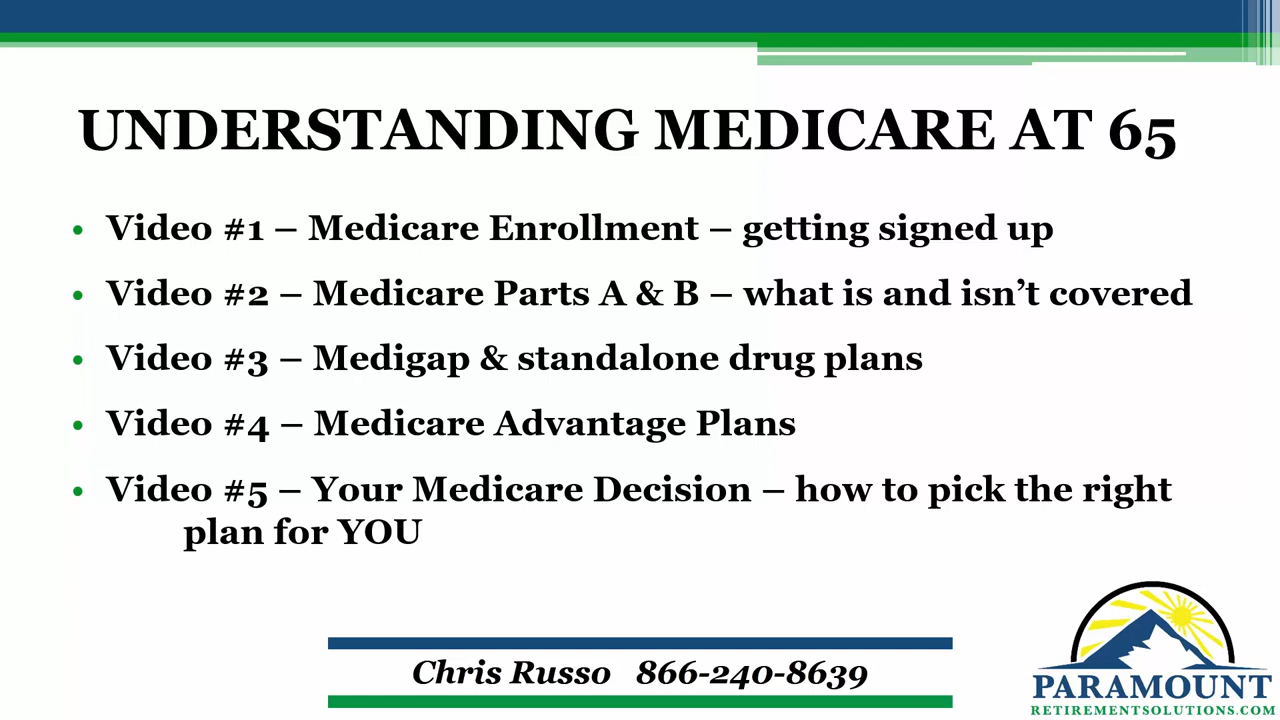 UNDERSTANDING MEDICARE AT 65
• Video #1 – Medicare Enrollment – getting signed up
• Video #2 – Medicare Parts A & B – what is and isn’t covered
• Video #3 – Medigap & standalone drug plans
• Video #4 – Medicare Advantage Plans
• Video #5 – Your Medicare Decision – how to pick the right
plan for YOU
Chris Russo 866-240-8639
PARAMOUNT
RETIREMENTSOLUTIONS.COM